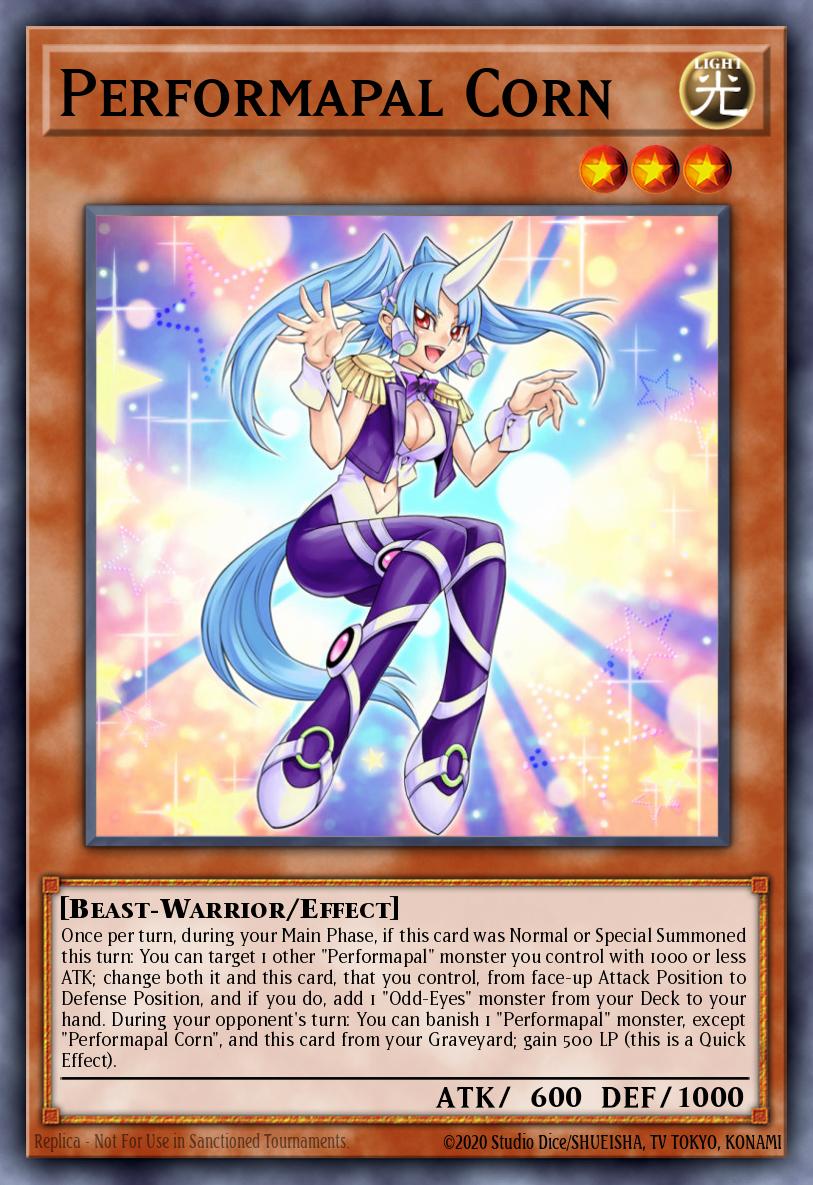 Performapal Corn
LIGHT
光
[Beast-Warrior/Effect]
Once per turn, during your Main Phase, if this card was Normal or Special Summoned
this turn: You can target 1 other "Performapal" monster you control with 1000 or less
ATK; change both it and this card, that you control, from face-up Attack Position to
Defense Position, and if you do, add 1 "Odd-Eyes" monster from your Deck to your
hand. During your opponent's turn: You can banish 1 "Performapal" monster, except
"Performapal Corn", and this card from your Graveyard; gain 500 LP (this is a Quick
Effect).
ATK/ 600 DEF/1000
Replica - Not For Use in Sanctioned Tournaments.
©2020 Studio Dice/SHUEISHA, TV TOKYO, KONAMI